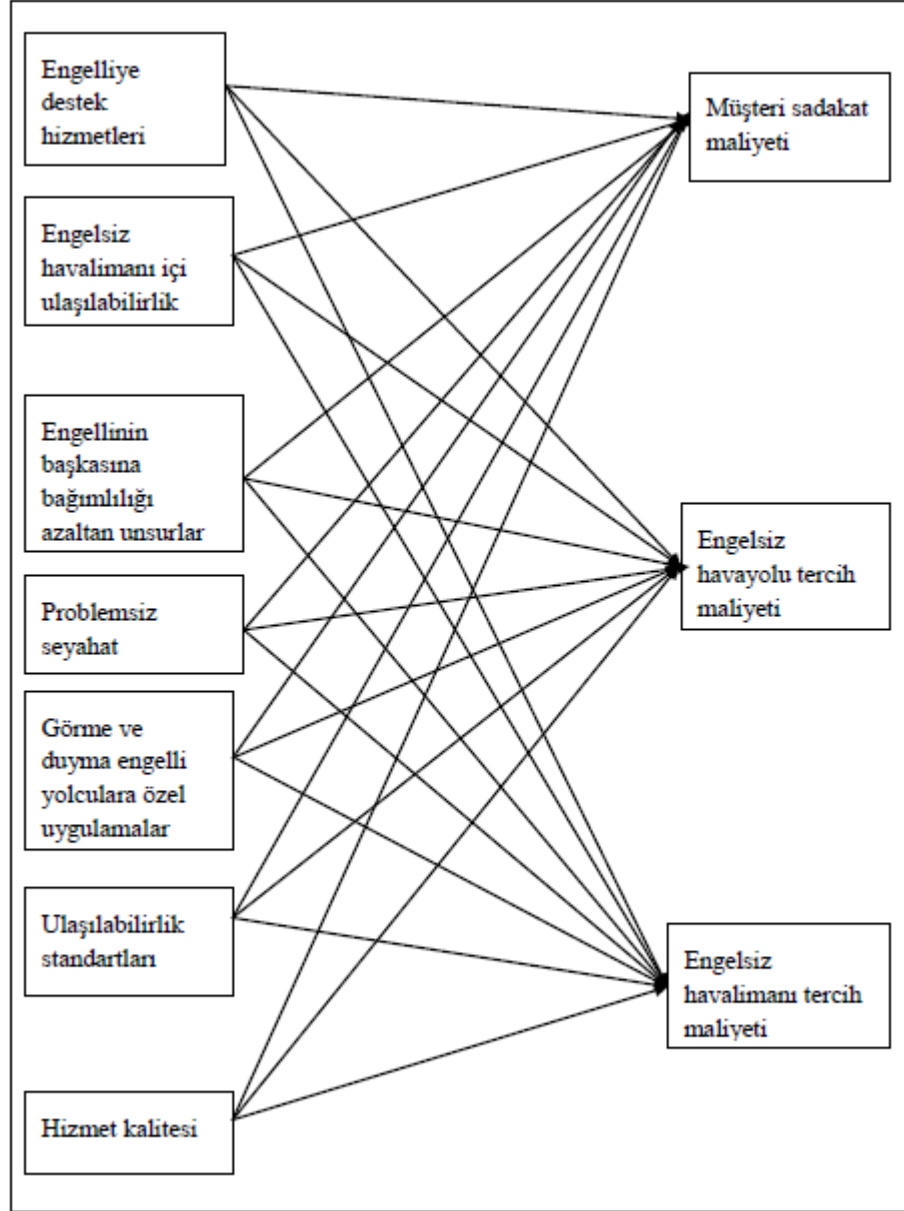 Engelliye
destek
hizmetleri
Engelsiz
havalimanı içi
ulaşılabilirlik
Engellinin
başkasına
bağımlılığı
azaltan unsurlar
Problemsiz
seyahat
Görme ve
duyma engelli
yolculara özel
uygulamalar
Ulaşılabilirlik
standartları
Hizmet kalitesi
Müşteri sadakat
maliyeti
Engelsiz
havayolu tercih
maliyeti
Engelsiz
havalimanı tercih
maliyeti